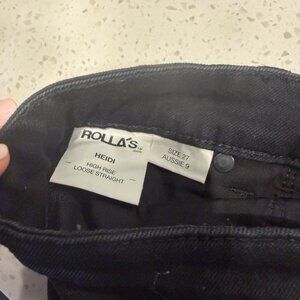 ROLLA'S
HEIDI
HIGH RISE
LOOSE STRAIGHT
SIZE 27
AUSSIE 9